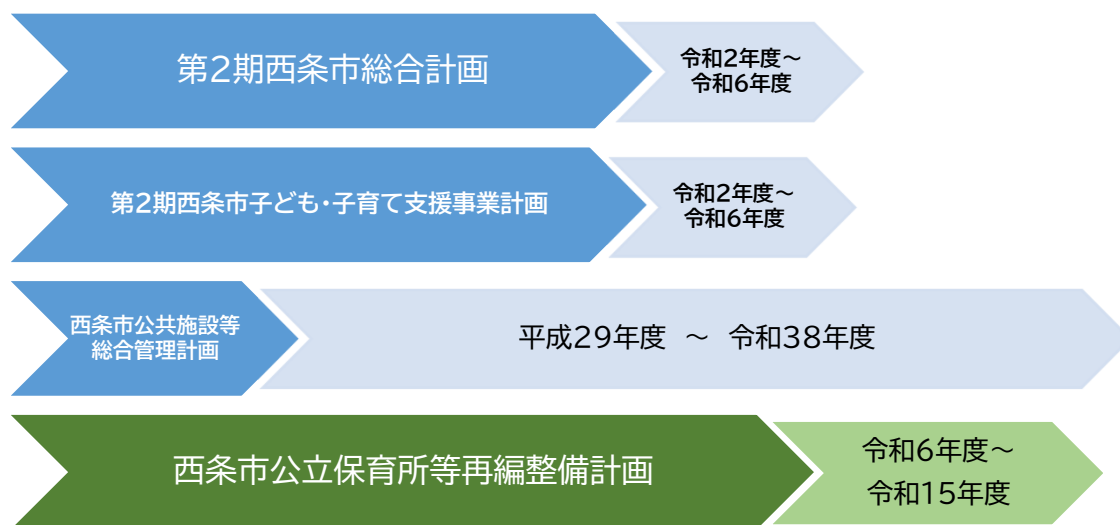 第2期西条市総合計画
令和2年度～
令和6年度
第2期西条市子ども・子育て支援事業計画
令和2年度～
令和6年度
西条市公共施設等
総合管理計画
平成29年度 ～ 令和38年度
西条市公立保育所等再編整備計画
令和6年度～
令和15年度